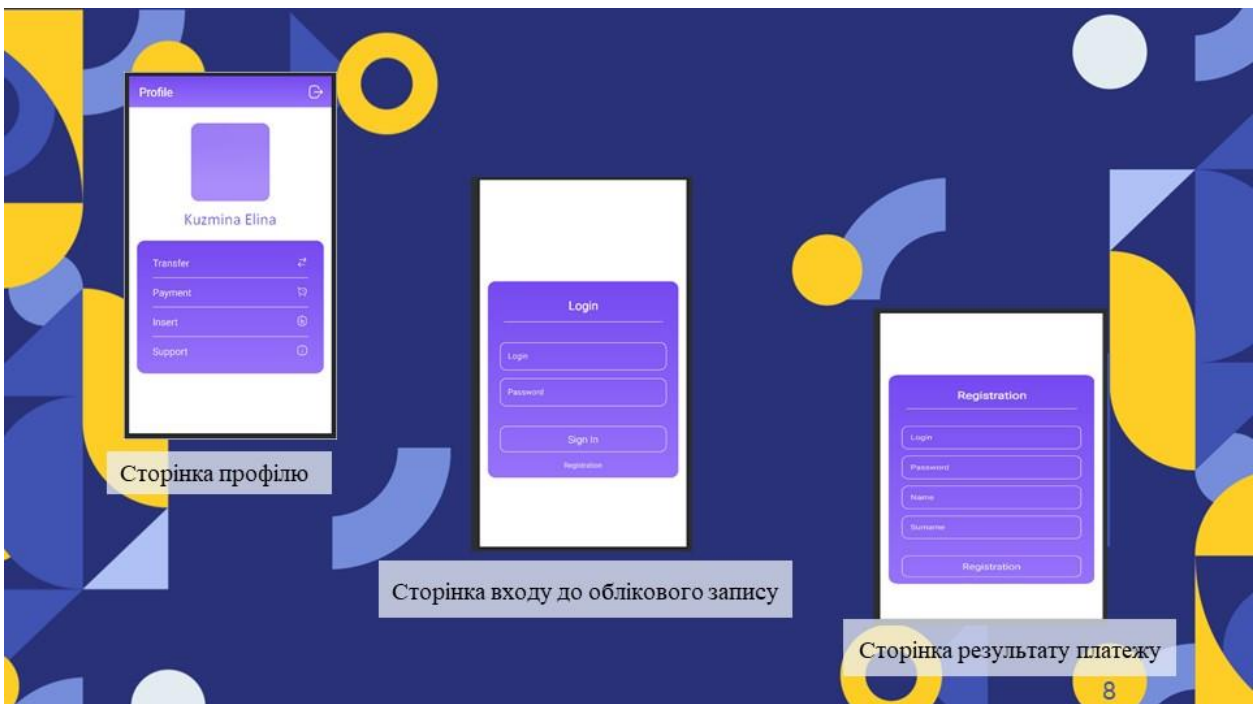 Profile
Kuzmina Elina
Transfer
Payment
Insert
Support
Сторінка профілю
Login
Login
Password
Sign In
Registration
Сторінка входу до облікового запису
Registration
Login
Password
Name
Surname
Registration
Сторінка результату платежу
8